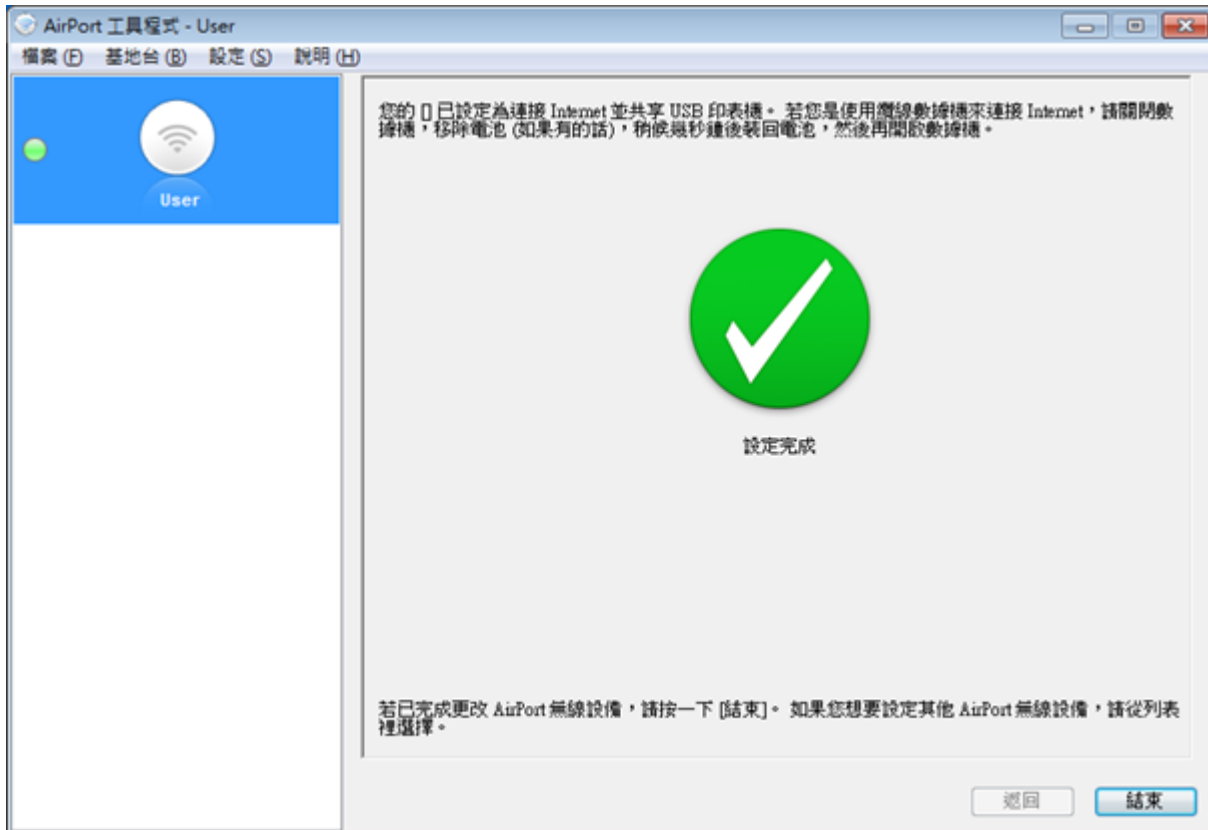 AirPort 工具程式 - User
檔案 (F) 基地台 (B) 設定 (S) 說明 (H)
User
您的 [] 已設定為連接 Internet 並共享 USB 印表機。 若您是使用纜線數據機來連接 Internet，請關閉數
據機，移除電池 (如果有的話)，稍候幾秒鐘後裝回電池，然後再開啟數據機。
設定完成
若已完成更改 AirPort 無線設備，請按一下 [結束]。 如果您想要設定其他 AirPort 無線設備，請從列表
裡選擇。
返回 結束